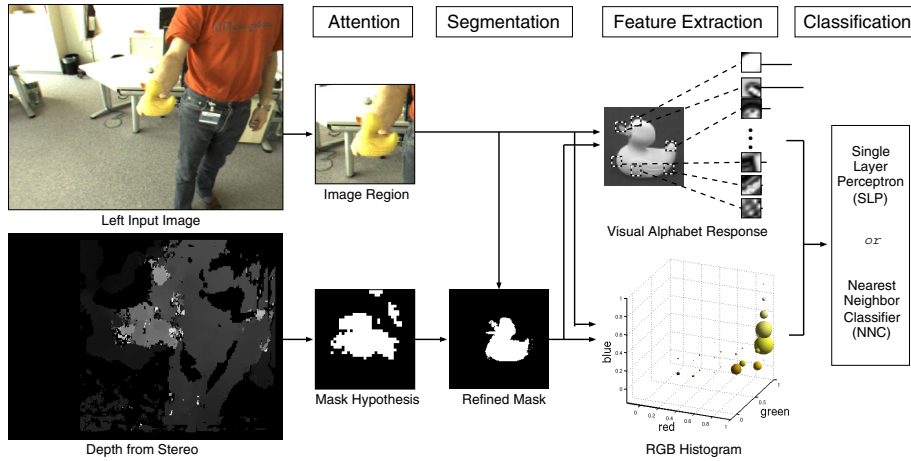 Attention
Segmentation
Feature Extraction
Classification
Left Input Image
Image Region
Visual Alphabet Response
Single
Layer
Perceptron
(SLP)
or
Nearest
Neighbor
Classifier
(NNC)
Depth from Stereo
Mask Hypothesis
Refined Mask
RGB Histogram
blue
1
0.8
0.6
0.4
0.2
0
red
0
0.2
0.4
0.6
0.8
1
green
0
0.5
1